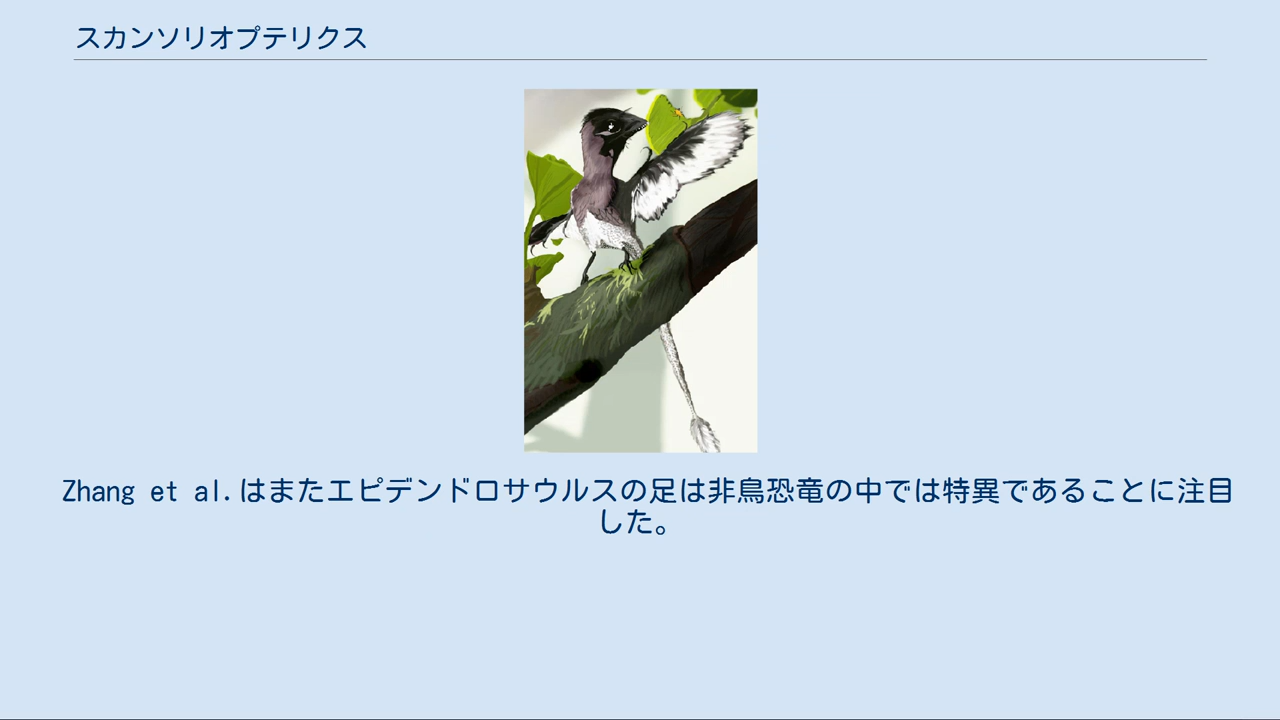 スカンソリオプテリクス
Zhang et al.はまたエピデンドロサウルスの足は非鳥恐竜の中では特異であることに注目
した。